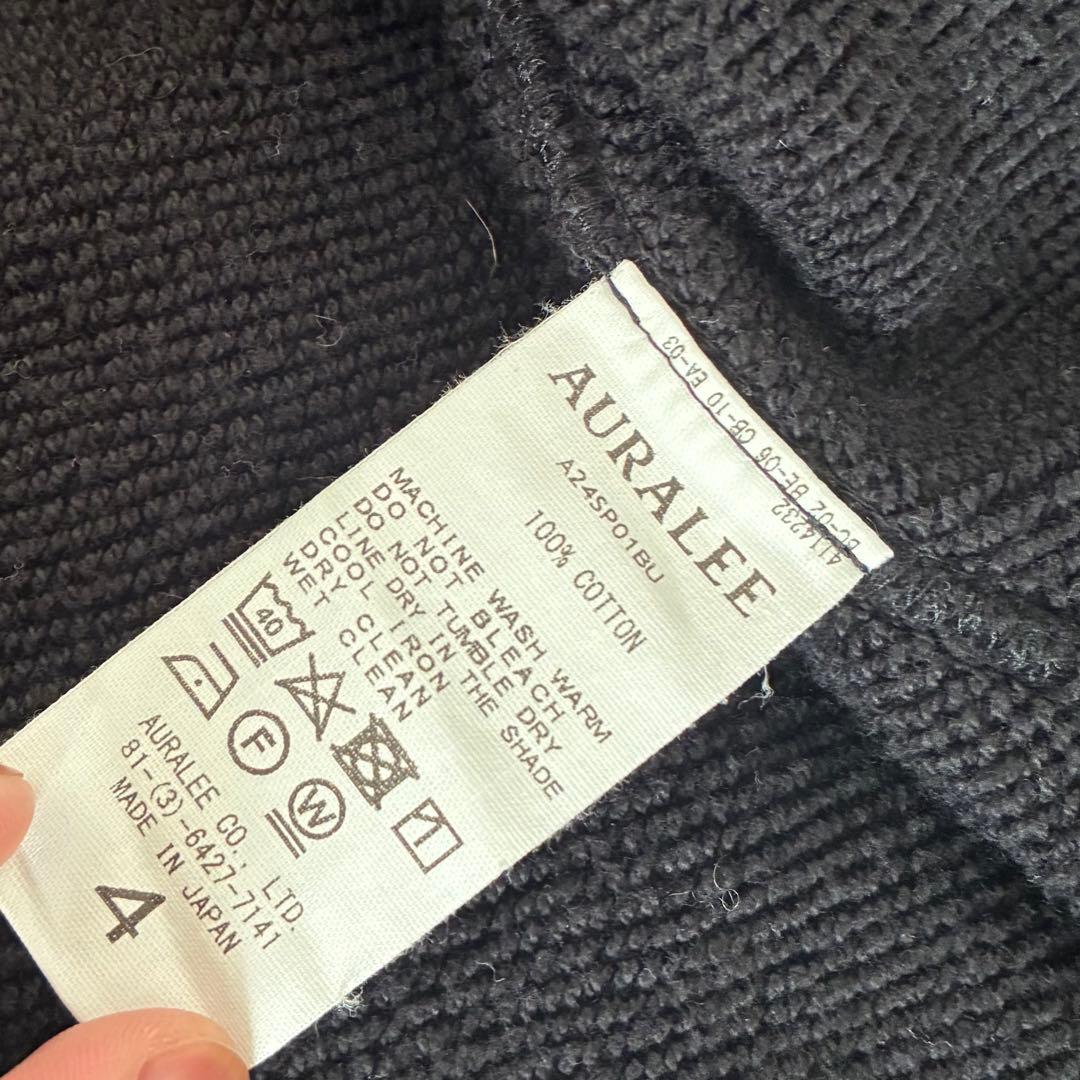 41142232
BC-02 BE-06 CB-10 EA-03
AURALEE
A24SP01BU
100% COTTON
MACHINE WASH WARM
DO NOT BLEACH
DO NOT TUMBLE DRY
LINE DRY IN THE SHADE
COOL IRON
DRY CLEAN
WET CLEAN
40
F
W
AURALEE CO., LTD.
81-(3)-6427-7141
MADE IN JAPAN
4